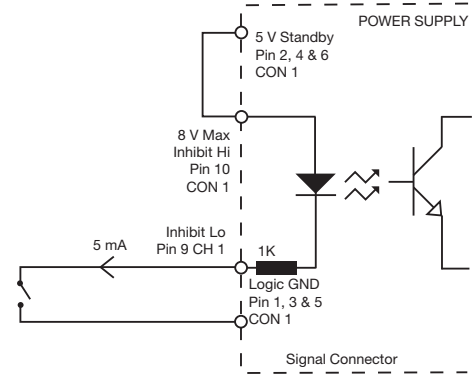 POWER SUPPLY
5 V Standby
Pin 2, 4 & 6
CON 1
8 V Max
Inhibit Hi
Pin 10
CON 1
Inhibit Lo
Pin 9 CH 1
5 mA
1K
Logic GND
Pin 1, 3 & 5
CON 1
Signal Connector